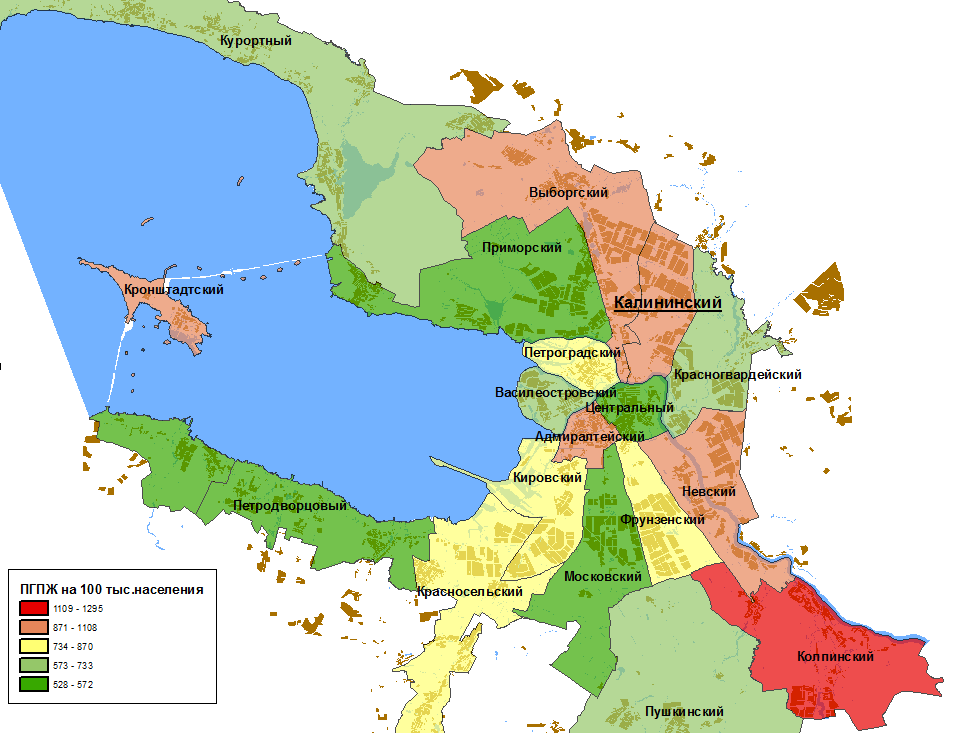 Курортный
Выборгский
Приморский
Кронштадтский
Калининский
Петроградский
Красногвардейский
Василеостровский
Центральный
Адмиралтейский
Кировский
Невский
Петродворцовый
Фрунзенский
Московский
Красносельский
Колпинский
Пушкинский
ПГПЖ на 100 тыс.населения
1109 - 1295
871 - 1108
734 - 870
573 - 733
528 - 572